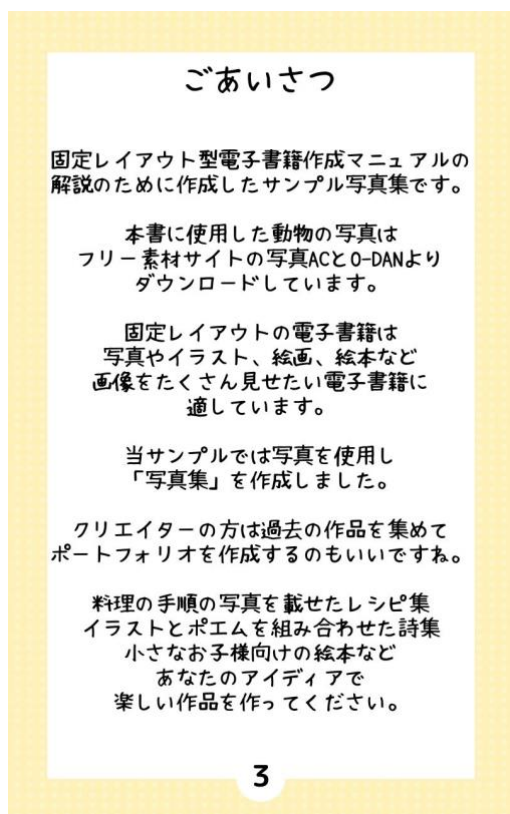 ごあいさつ
固定レイアウト型電子書籍作成マニュアルの
解説のために作成したサンプル写真集です。
本書に使用した動物の写真は
フリー素材サイトの写真ACとO-DANより
ダウンロードしています。
固定レイアウトの電子書籍は
写真やイラスト、絵画、絵本など
画像をたくさん見せたい電子書籍に
適しています。
当サンプルでは写真を使用し
「写真集」を作成しました。
クリエイターの方は過去の作品を集めて
ポートフォリオを作成するのもいいですね。
料理の手順の写真を載せたレシピ集
イラストとポエムを組み合わせた詩集
小さなお子様向けの絵本など
あなたのアイディアで
楽しい作品を作ってください。
3